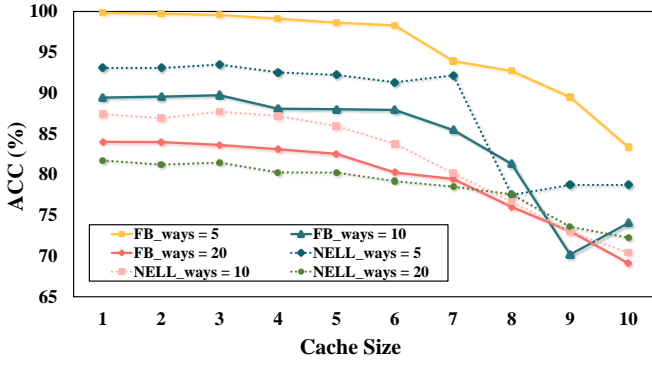 100
95
90
85
80
75
70
65
ACC (%)
FB_ways = 5 FB_ways = 10
FB_ways = 20 NELL_ways = 5
NELL_ways = 10 NELL_ways = 20
1 2 3 4 5 6 7 8 9 10
Cache Size